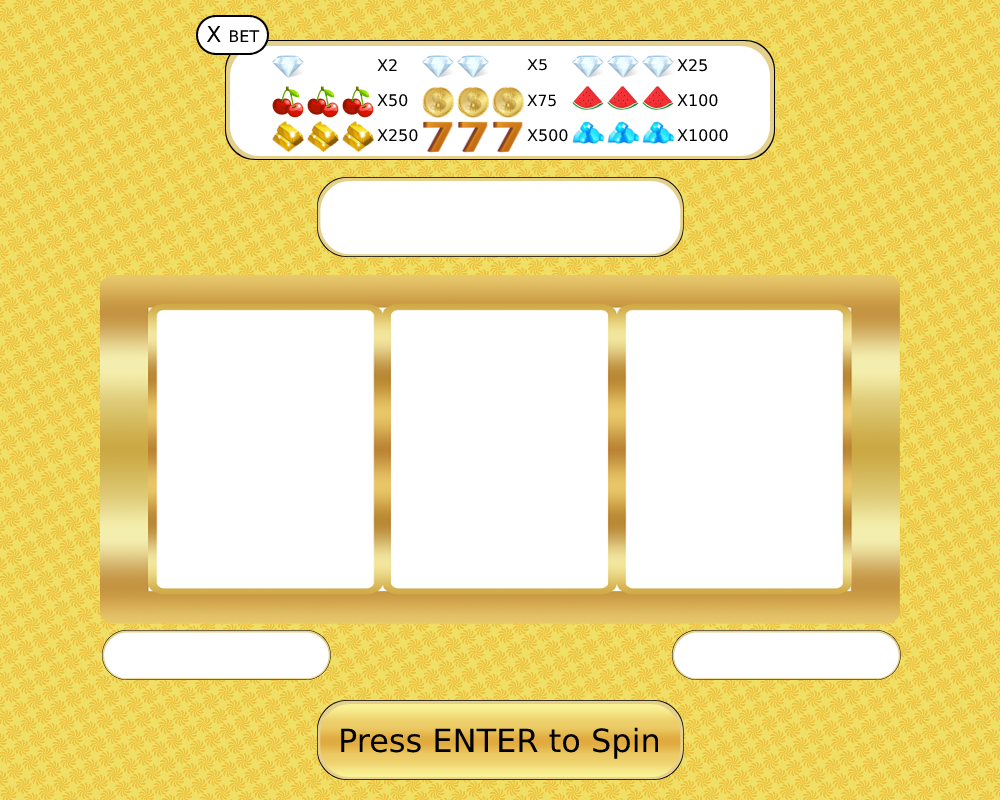 X BET
X2 X5 X25
X50 X75 X100
X250 777 X500 X1000
Press ENTER to Spin